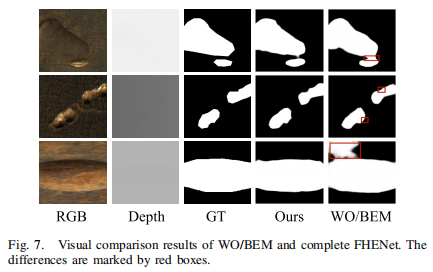 RGB Depth GT Ours WO/BEM
Fig. 7. Visual comparison results of WO/BEM and complete FHENet. The
differences are marked by red boxes.